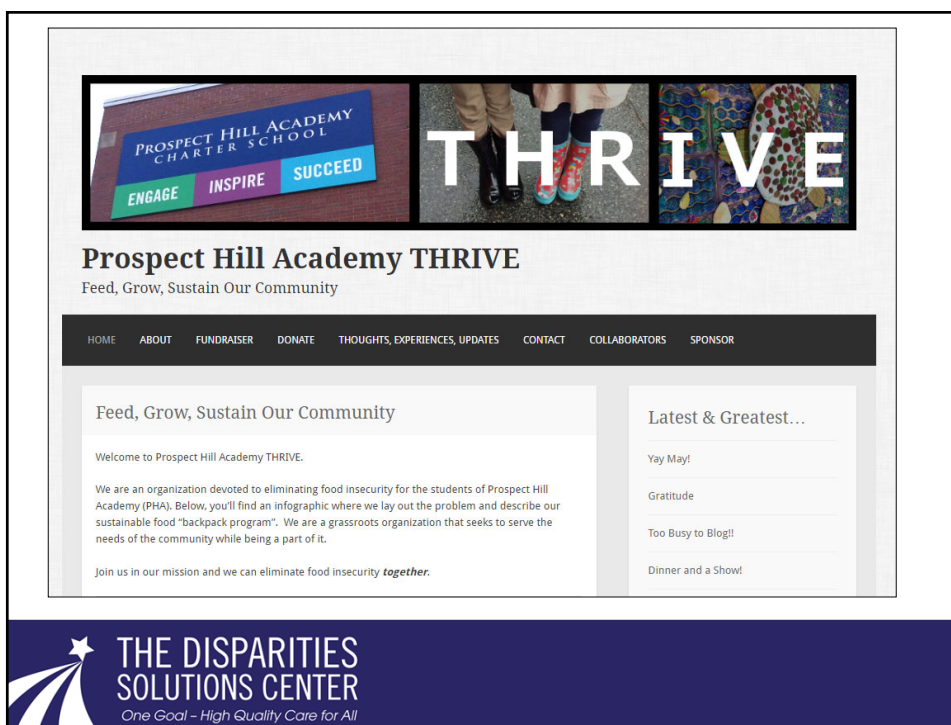 PROSPECT HILL ACADEMY
CHARTER SCHOOL
ENGAGE INSPIRE SUCCEED
THRIVE
Prospect Hill Academy THRIVE
Feed, Grow, Sustain Our Community
HOME ABOUT FUNDRAISER DONATE THOUGHTS, EXPERIENCES, UPDATES CONTACT COLLABORATORS SPONSOR
Feed, Grow, Sustain Our Community
Welcome to Prospect Hill Academy THRIVE.
We are an organization devoted to eliminating food insecurity for the students of Prospect Hill
Academy (PHA). Below, you'll find an infographic where we lay out the problem and describe our
sustainable food “backpack program”.  We are a grassroots organization that seeks to serve the
needs of the community while being a part of it.
Join us in our mission and we can eliminate food insecurity together.
Latest & Greatest…
Yay May!
Gratitude
Too Busy to Blog!!
Dinner and a Show!
THE DISPARITIES
SOLUTIONS CENTER
One Goal – High Quality Care for All